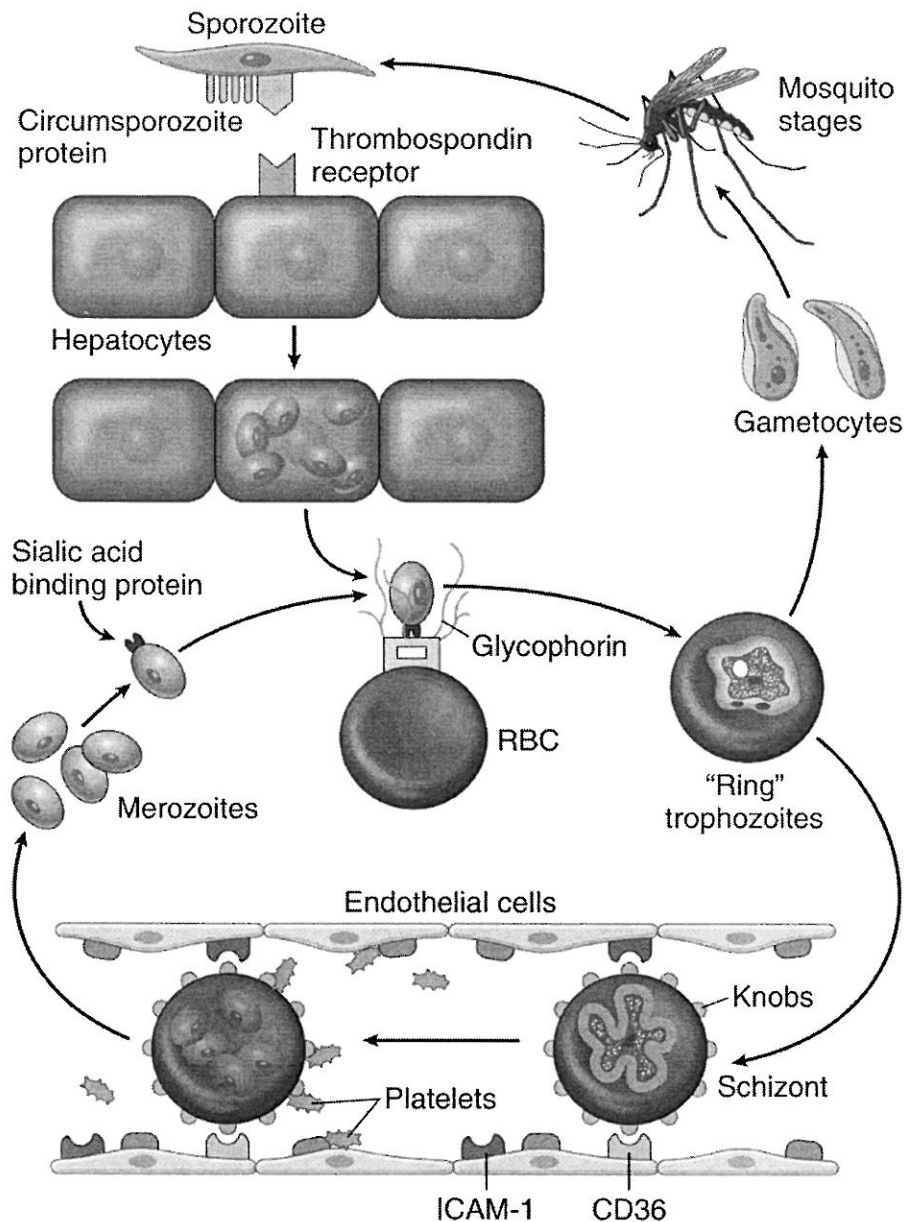 Sporozoite
Circumsporozoite
protein
Thrombospondin
receptor
Mosquito
stages
Hepatocytes
Gametocytes
Sialic acid
binding protein
Glycophorin
RBC
Merozoites
"Ring"
trophozoites
Endothelial cells
Knobs
Schizont
Platelets
ICAM-1
CD36